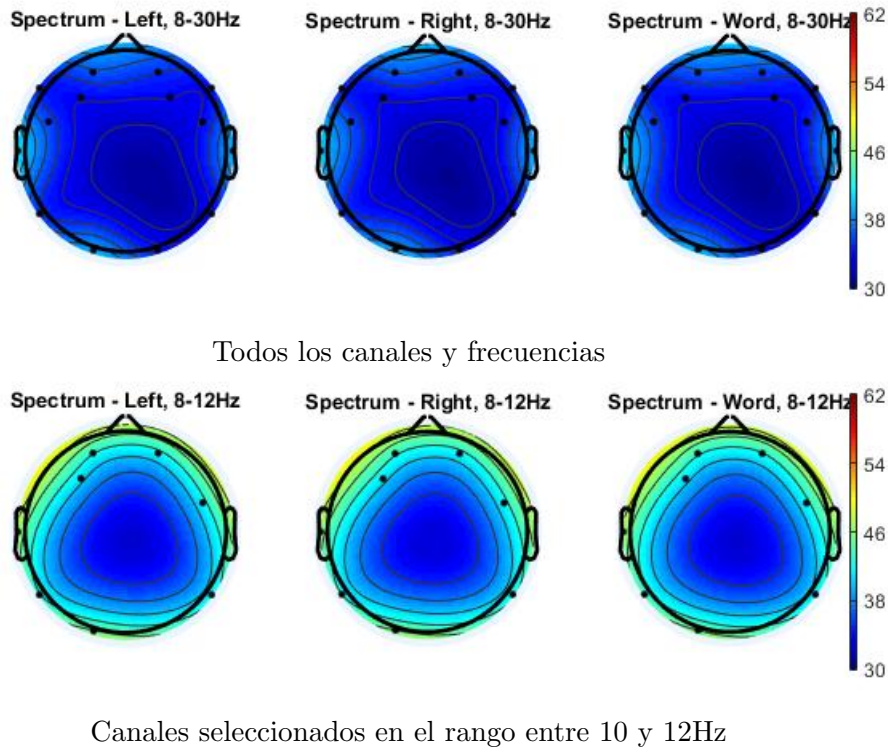 Spectrum - Left, 8-30Hz Spectrum - Right, 8-30Hz Spectrum - Word, 8-30Hz
62
54
46
38
30
Todos los canales y frecuencias
Spectrum - Left, 8-12Hz Spectrum - Right, 8-12Hz Spectrum - Word, 8-12Hz
62
54
46
38
30
Canales seleccionados en el rango entre 10 y 12Hz